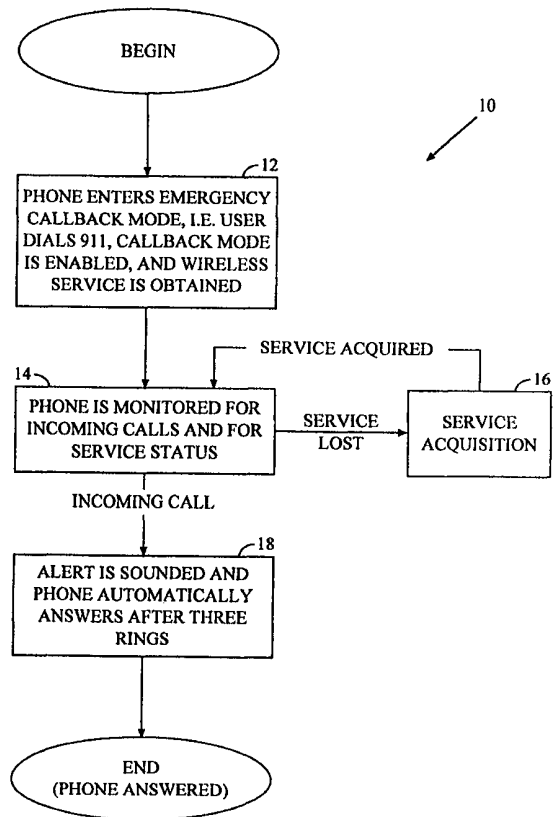 BEGIN
10
12
PHONE ENTERS EMERGENCY
CALLBACK MODE, I.E. USER
DIALS 911, CALLBACK MODE
IS ENABLED, AND WIRELESS
SERVICE IS OBTAINED
SERVICE ACQUIRED
14
PHONE IS MONITORED FOR
INCOMING CALLS AND FOR
SERVICE STATUS
SERVICE
LOST
16
SERVICE
ACQUISITION
INCOMING CALL
18
ALERT IS SOUNDED AND
PHONE AUTOMATICALLY
ANSWERS AFTER THREE
RINGS
END
(PHONE ANSWERED)